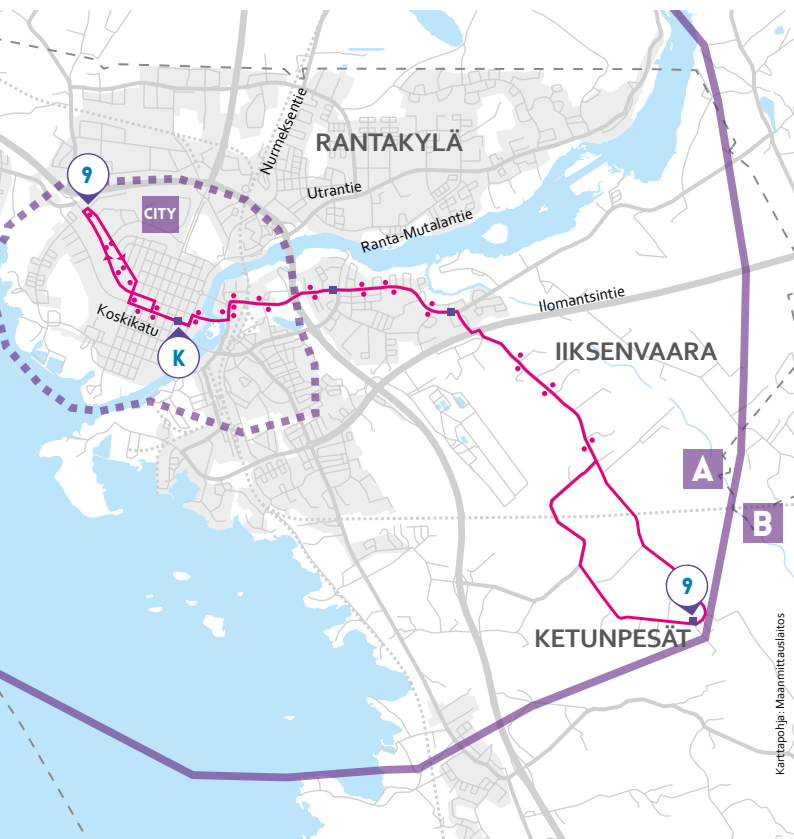 RANTAKYLÄ
Nurmeksentie
Utrantie
9
CITY
Ranta-Mutalantie
Koskikatu
K
Ilomantsintie
IIKSENVAARA
A
B
9
KETUNPESÄT
Karttapohja: Maanmittauslaitos